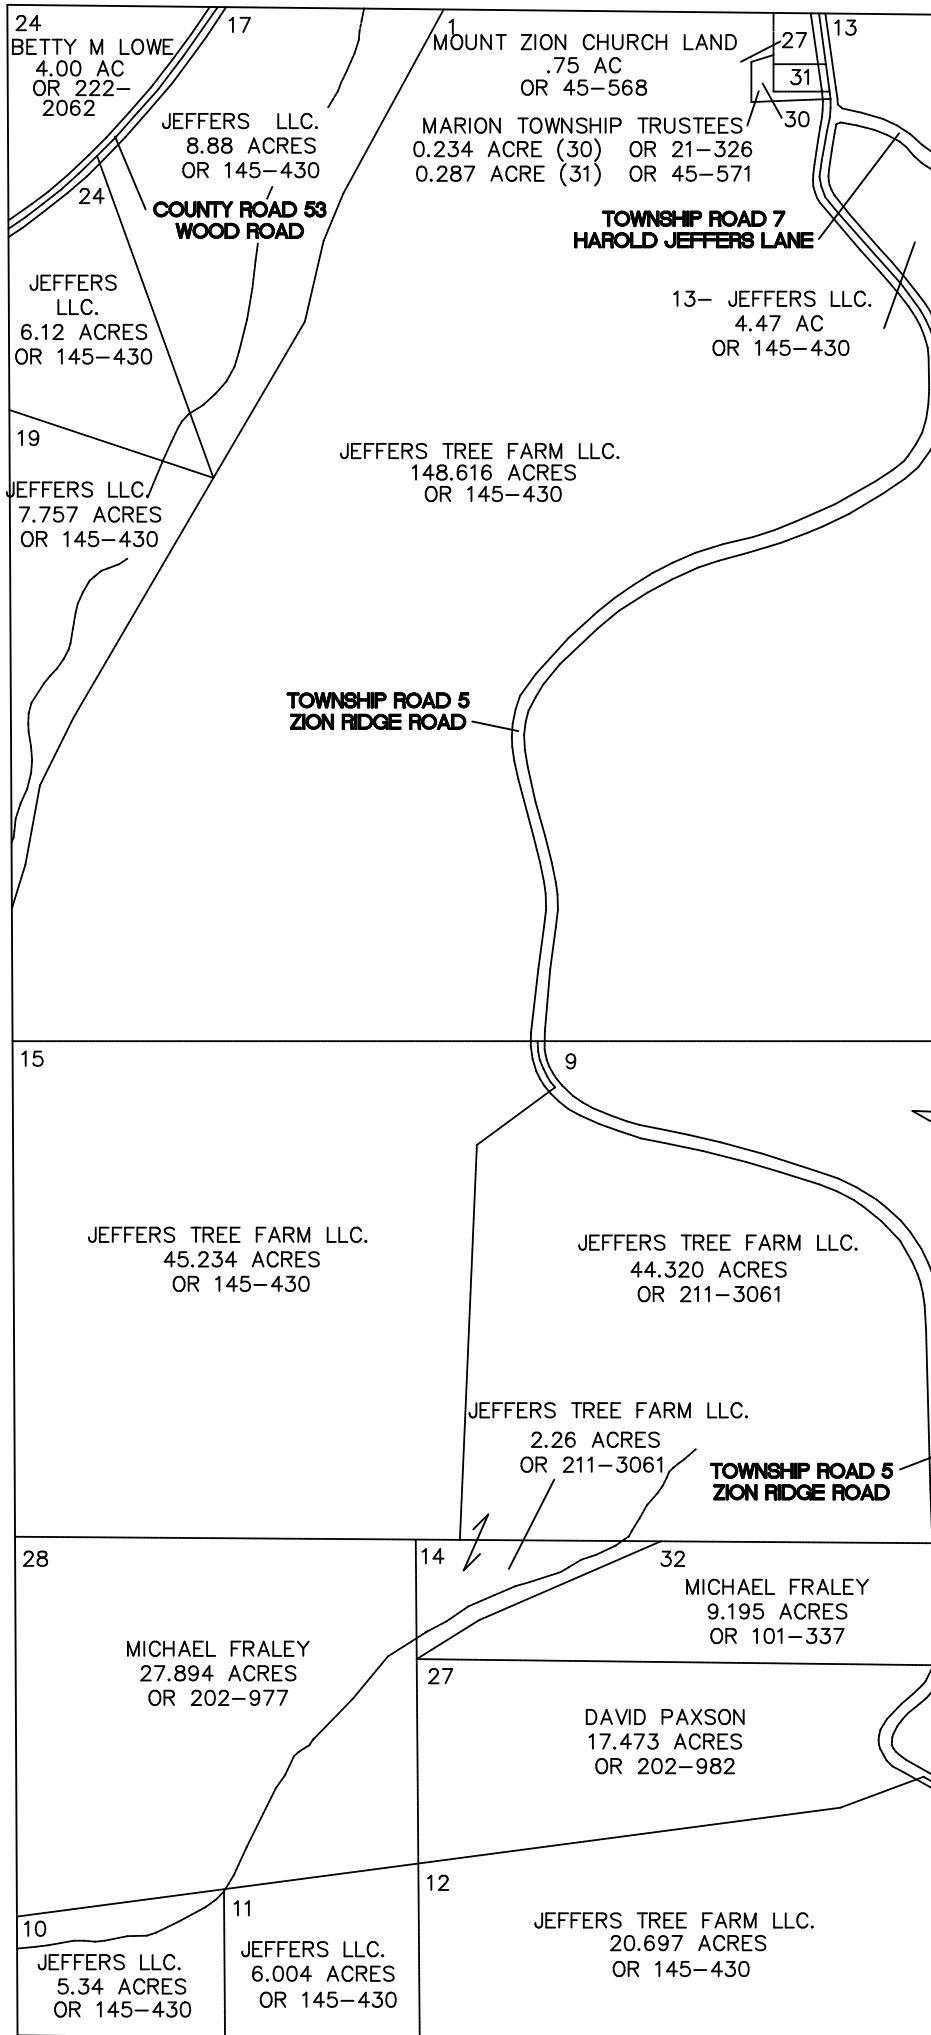 24
BETTY M LOWE
4.00 AC
OR 222-
2062
17
JEFFERS LLC.
8.88 ACRES
OR 145-430
24
COUNTY ROAD 53
WOOD ROAD
1
MOUNT ZION CHURCH LAND
.75 AC
OR 45-568
27
13
31
30
MARION TOWNSHIP TRUSTEES
0.234 ACRE (30) OR 21-326
0.287 ACRE (31) OR 45-571
TOWNSHIP ROAD 7
HAROLD JEFFERS LANE
JEFFERS
LLC.
6.12 ACRES
OR 145-430
13- JEFFERS LLC.
4.47 AC
OR 145-430
19
JEFFERS LLC.
7.757 ACRES
OR 145-430
JEFFERS TREE FARM LLC.
148.616 ACRES
OR 145-430
TOWNSHIP ROAD 5
ZION RIDGE ROAD
15
9
JEFFERS TREE FARM LLC.
45.234 ACRES
OR 145-430
JEFFERS TREE FARM LLC.
44.320 ACRES
OR 211-3061
JEFFERS TREE FARM LLC.
2.26 ACRES
OR 211-3061
TOWNSHIP ROAD 5
ZION RIDGE ROAD
28
14
32
MICHAEL FRALEY
9.195 ACRES
OR 101-337
MICHAEL FRALEY
27.894 ACRES
OR 202-977
27
DAVID PAXSON
17.473 ACRES
OR 202-982
12
10
11
JEFFERS LLC.
5.34 ACRES
OR 145-430
JEFFERS LLC.
6.004 ACRES
OR 145-430
JEFFERS TREE FARM LLC.
20.697 ACRES
OR 145-430